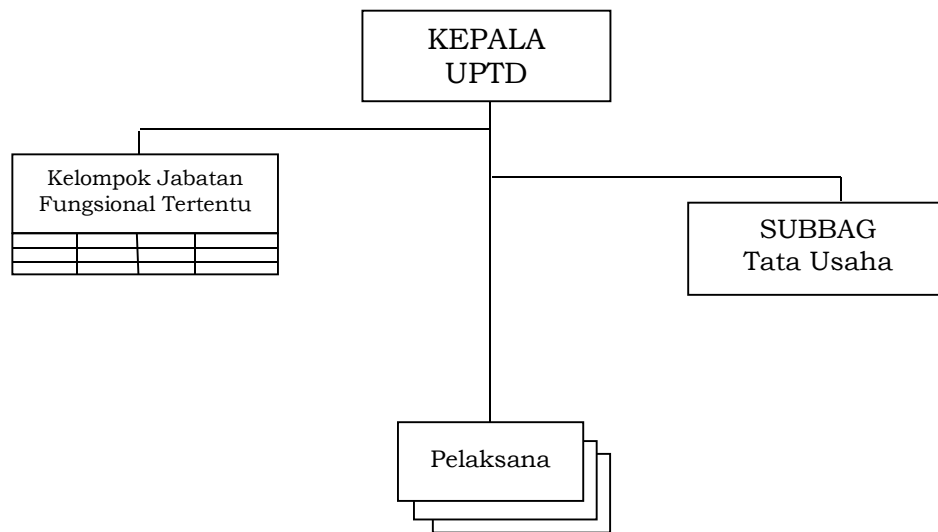 KEPALA
UPTD
Kelompok Jabatan
Fungsional Tertentu
SUBBAG
Tata Usaha
Pelaksana